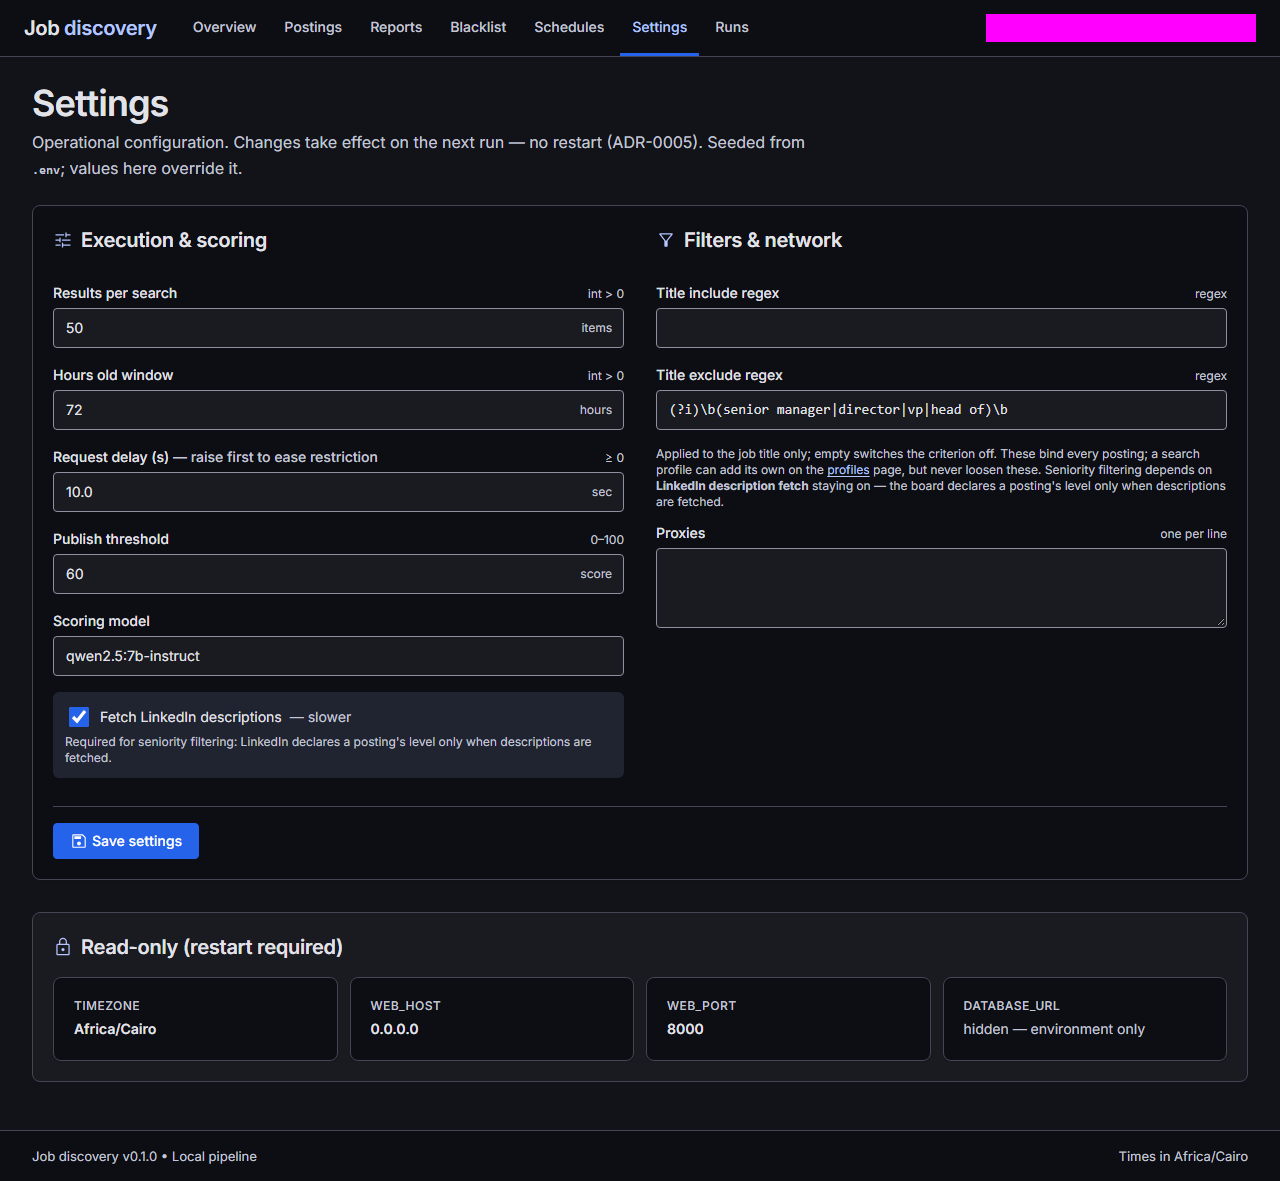 Job discovery Overview Postings Reports Blacklist Schedules Settings Runs
Settings
Operational configuration. Changes take effect on the next run — no restart (ADR-0005). Seeded from
.env; values here override it.
Execution & scoring
Results per search int > 0
50 items
Hours old window int > 0
72 hours
Request delay (s) — raise first to ease restriction ≥ 0
10.0 sec
Publish threshold 0–100
60 score
Scoring model
qwen2.5:7b-instruct
Fetch LinkedIn descriptions — slower
Required for seniority filtering: LinkedIn declares a posting's level only when descriptions are
fetched.
Filters & network
Title include regex regex
Title exclude regex regex
(?i)\b(senior manager|director|vp|head of)\b
Applied to the job title only; empty switches the criterion off. These bind every posting; a search
profile can add its own on the profiles page, but never loosen these. Seniority filtering depends on
LinkedIn description fetch staying on — the board declares a posting's level only when descriptions
are fetched.
Proxies one per line
Save settings
Read-only (restart required)
TIMEZONE
Africa/Cairo
WEB_HOST
0.0.0.0
WEB_PORT
8000
DATABASE_URL
hidden — environment only
Job discovery v0.1.0 • Local pipeline Times in Africa/Cairo